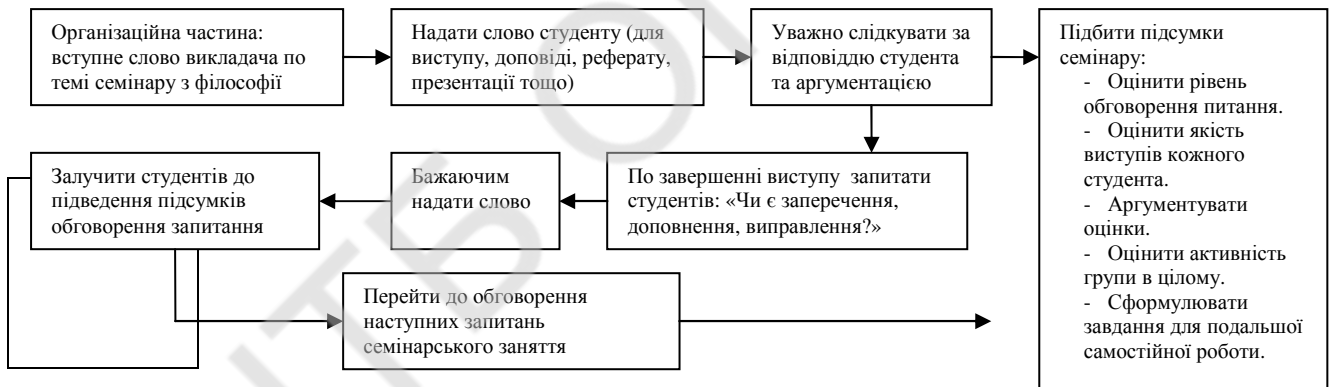 Організаційна частина:
вступне слово викладача по
темі семінару з філософії
Надати слово студенту (для
виступу, доповіді, реферату,
презентації тощо)
Уважно слідкувати за
відповіддю студента
та аргументацією
Підбити підсумки
семінару:
- Оцінити рівень
обговорення питання.
- Оцінити якість
виступів кожного
студента.
- Аргументувати
оцінки.
- Оцінити активність
групи в цілому.
- Сформулювати
завдання для подальшої
самостійної роботи.
По завершенні виступу запитати
студентів: «Чи є заперечення,
доповнення, виправлення?»
Бажаючим
надати слово
Залучити студентів до
підведення підсумків
обговорення запитання
Перейти до обговорення
наступних запитань
семінарського заняття